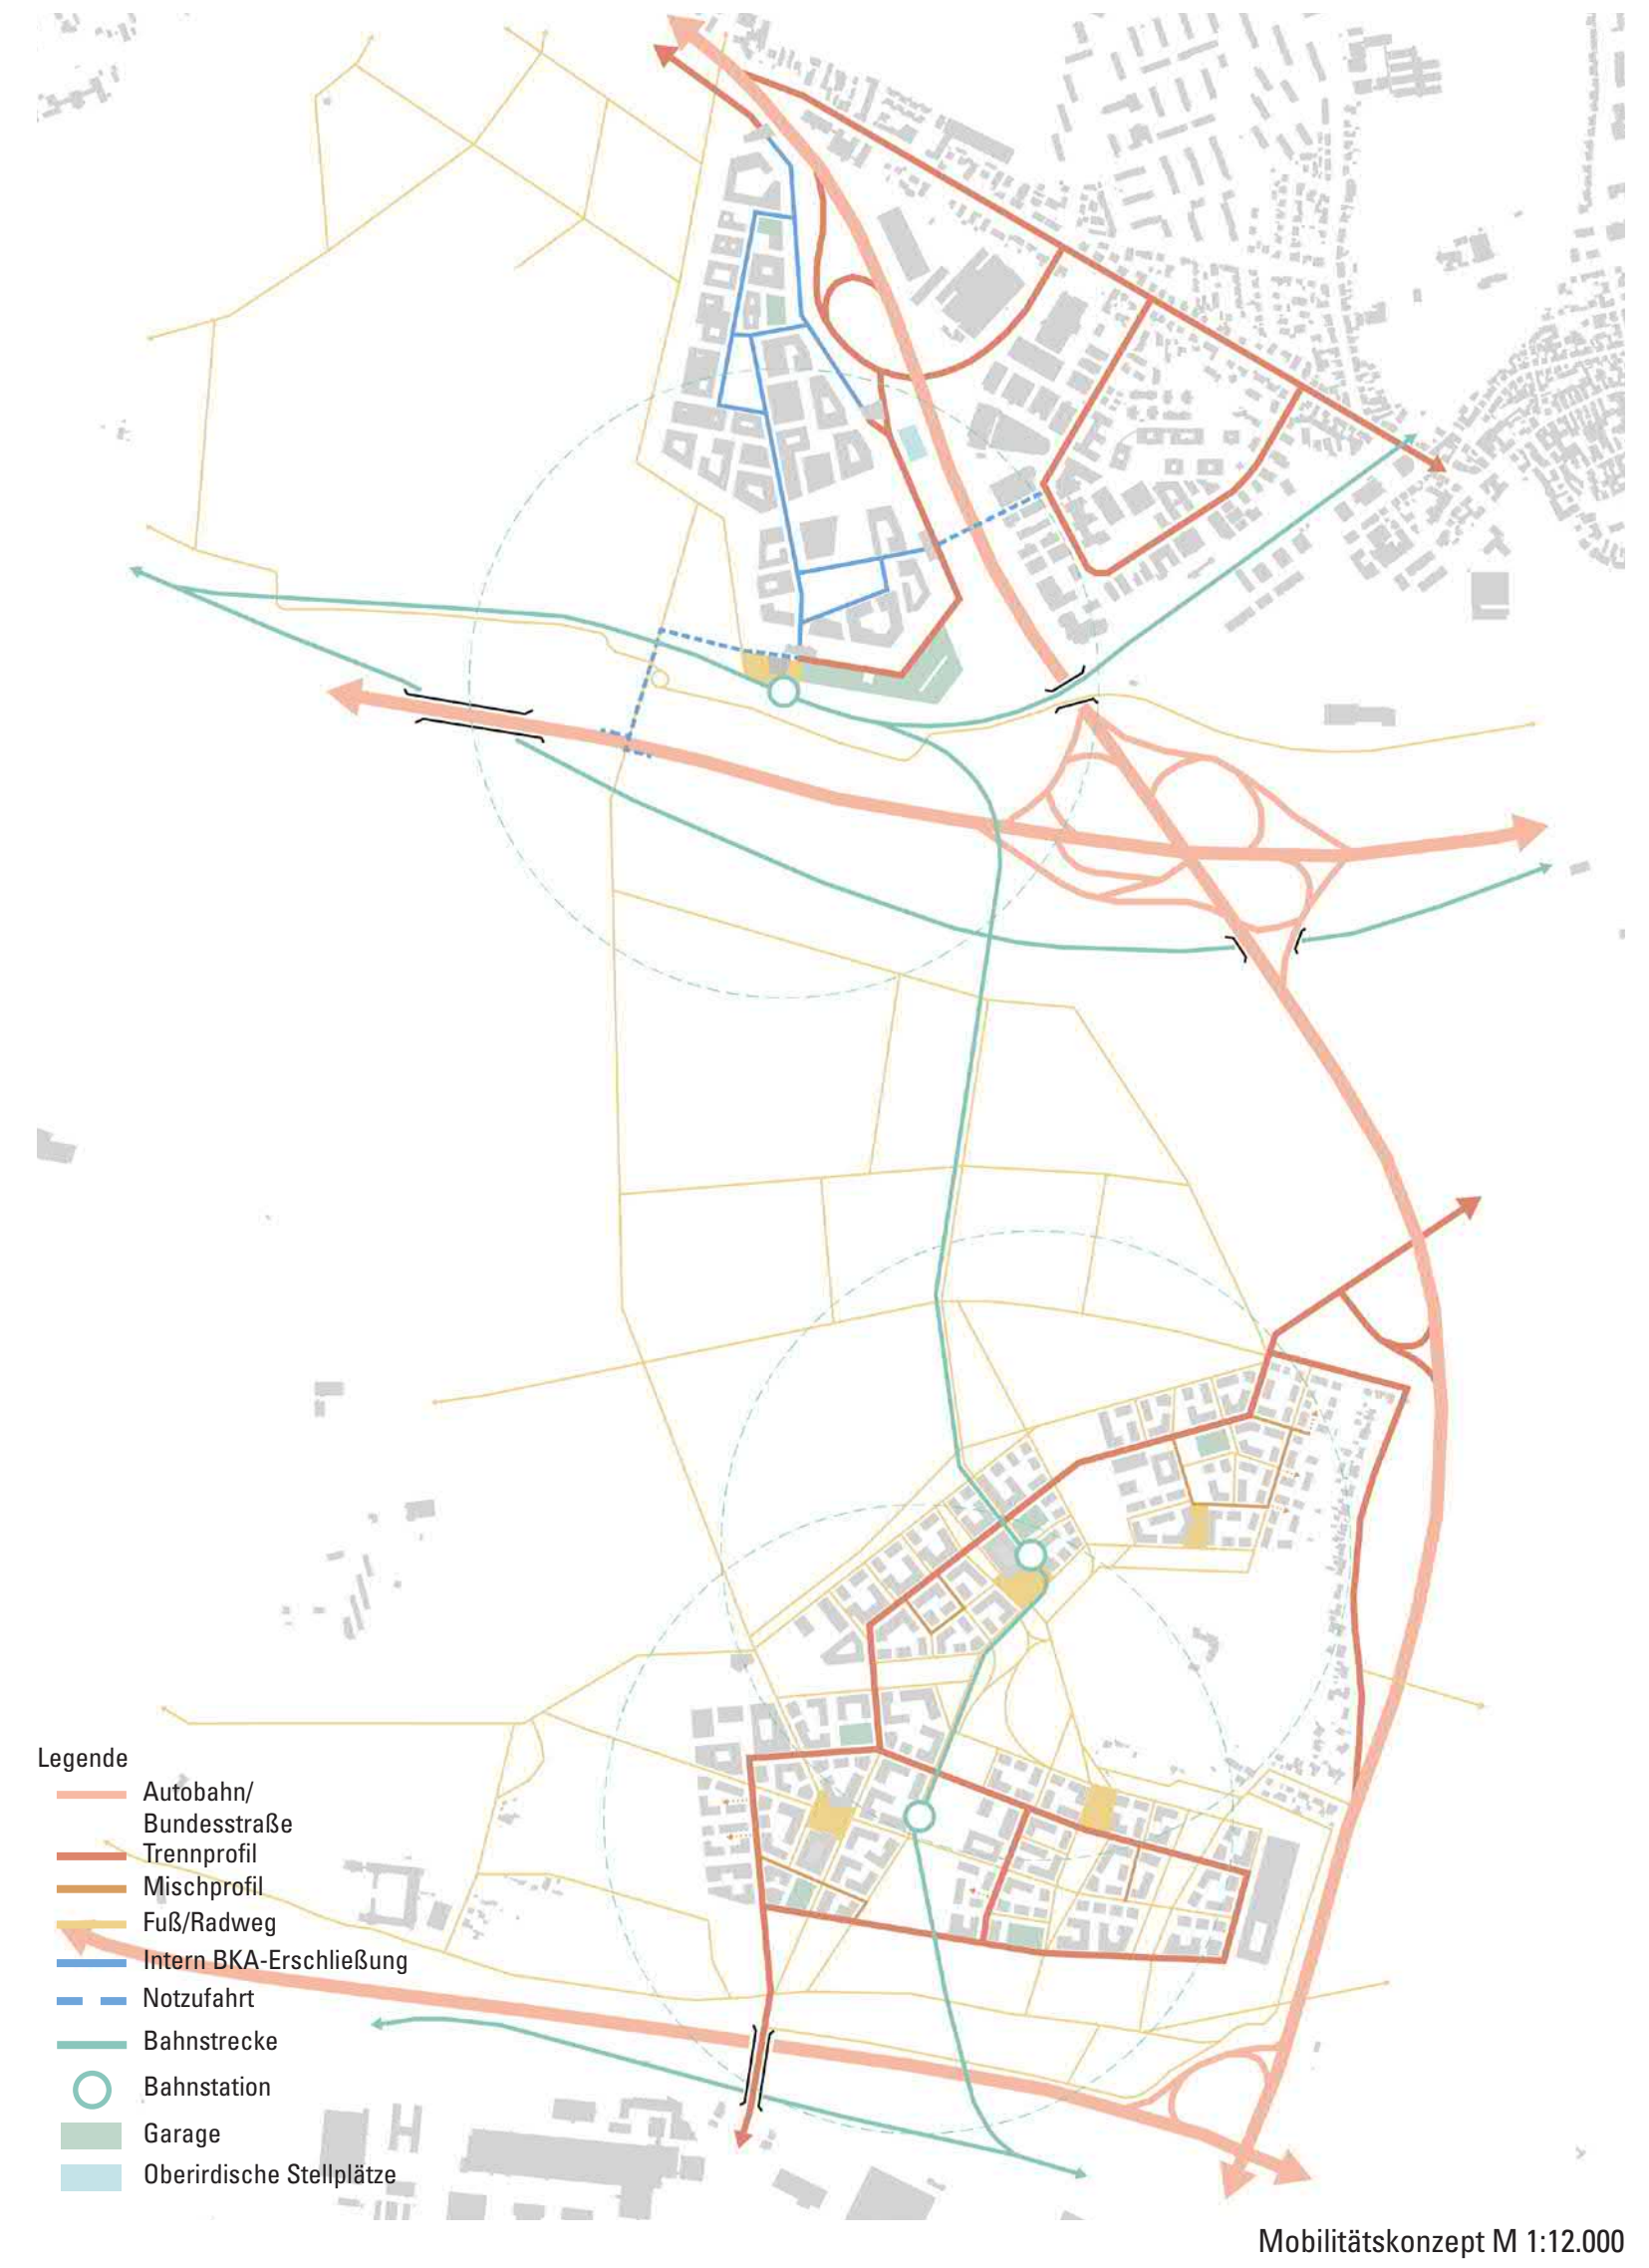 Legende
Autobahn/
Bundesstraße
Trennprofil
Mischprofil
Fuß/Radweg
Intern BKA-Erschließung
Notzufahrt
Bahnstrecke
Bahnstation
Garage
Oberirdische Stellplätze
Mobilitätskonzept M 1:12.000